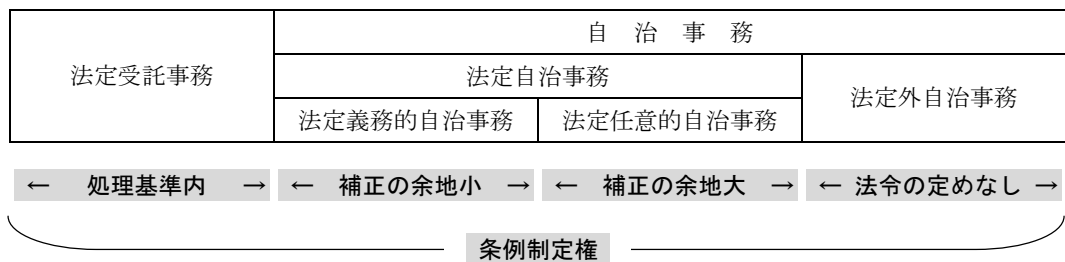 自 治 事 務
法定受託事務
法定自治事務
法定外自治事務
法定義務的自治事務 法定任意的自治事務
← 処理基準内 → ← 補正の余地小 → ← 補正の余地大 → ← 法令の定めなし →
条例制定権